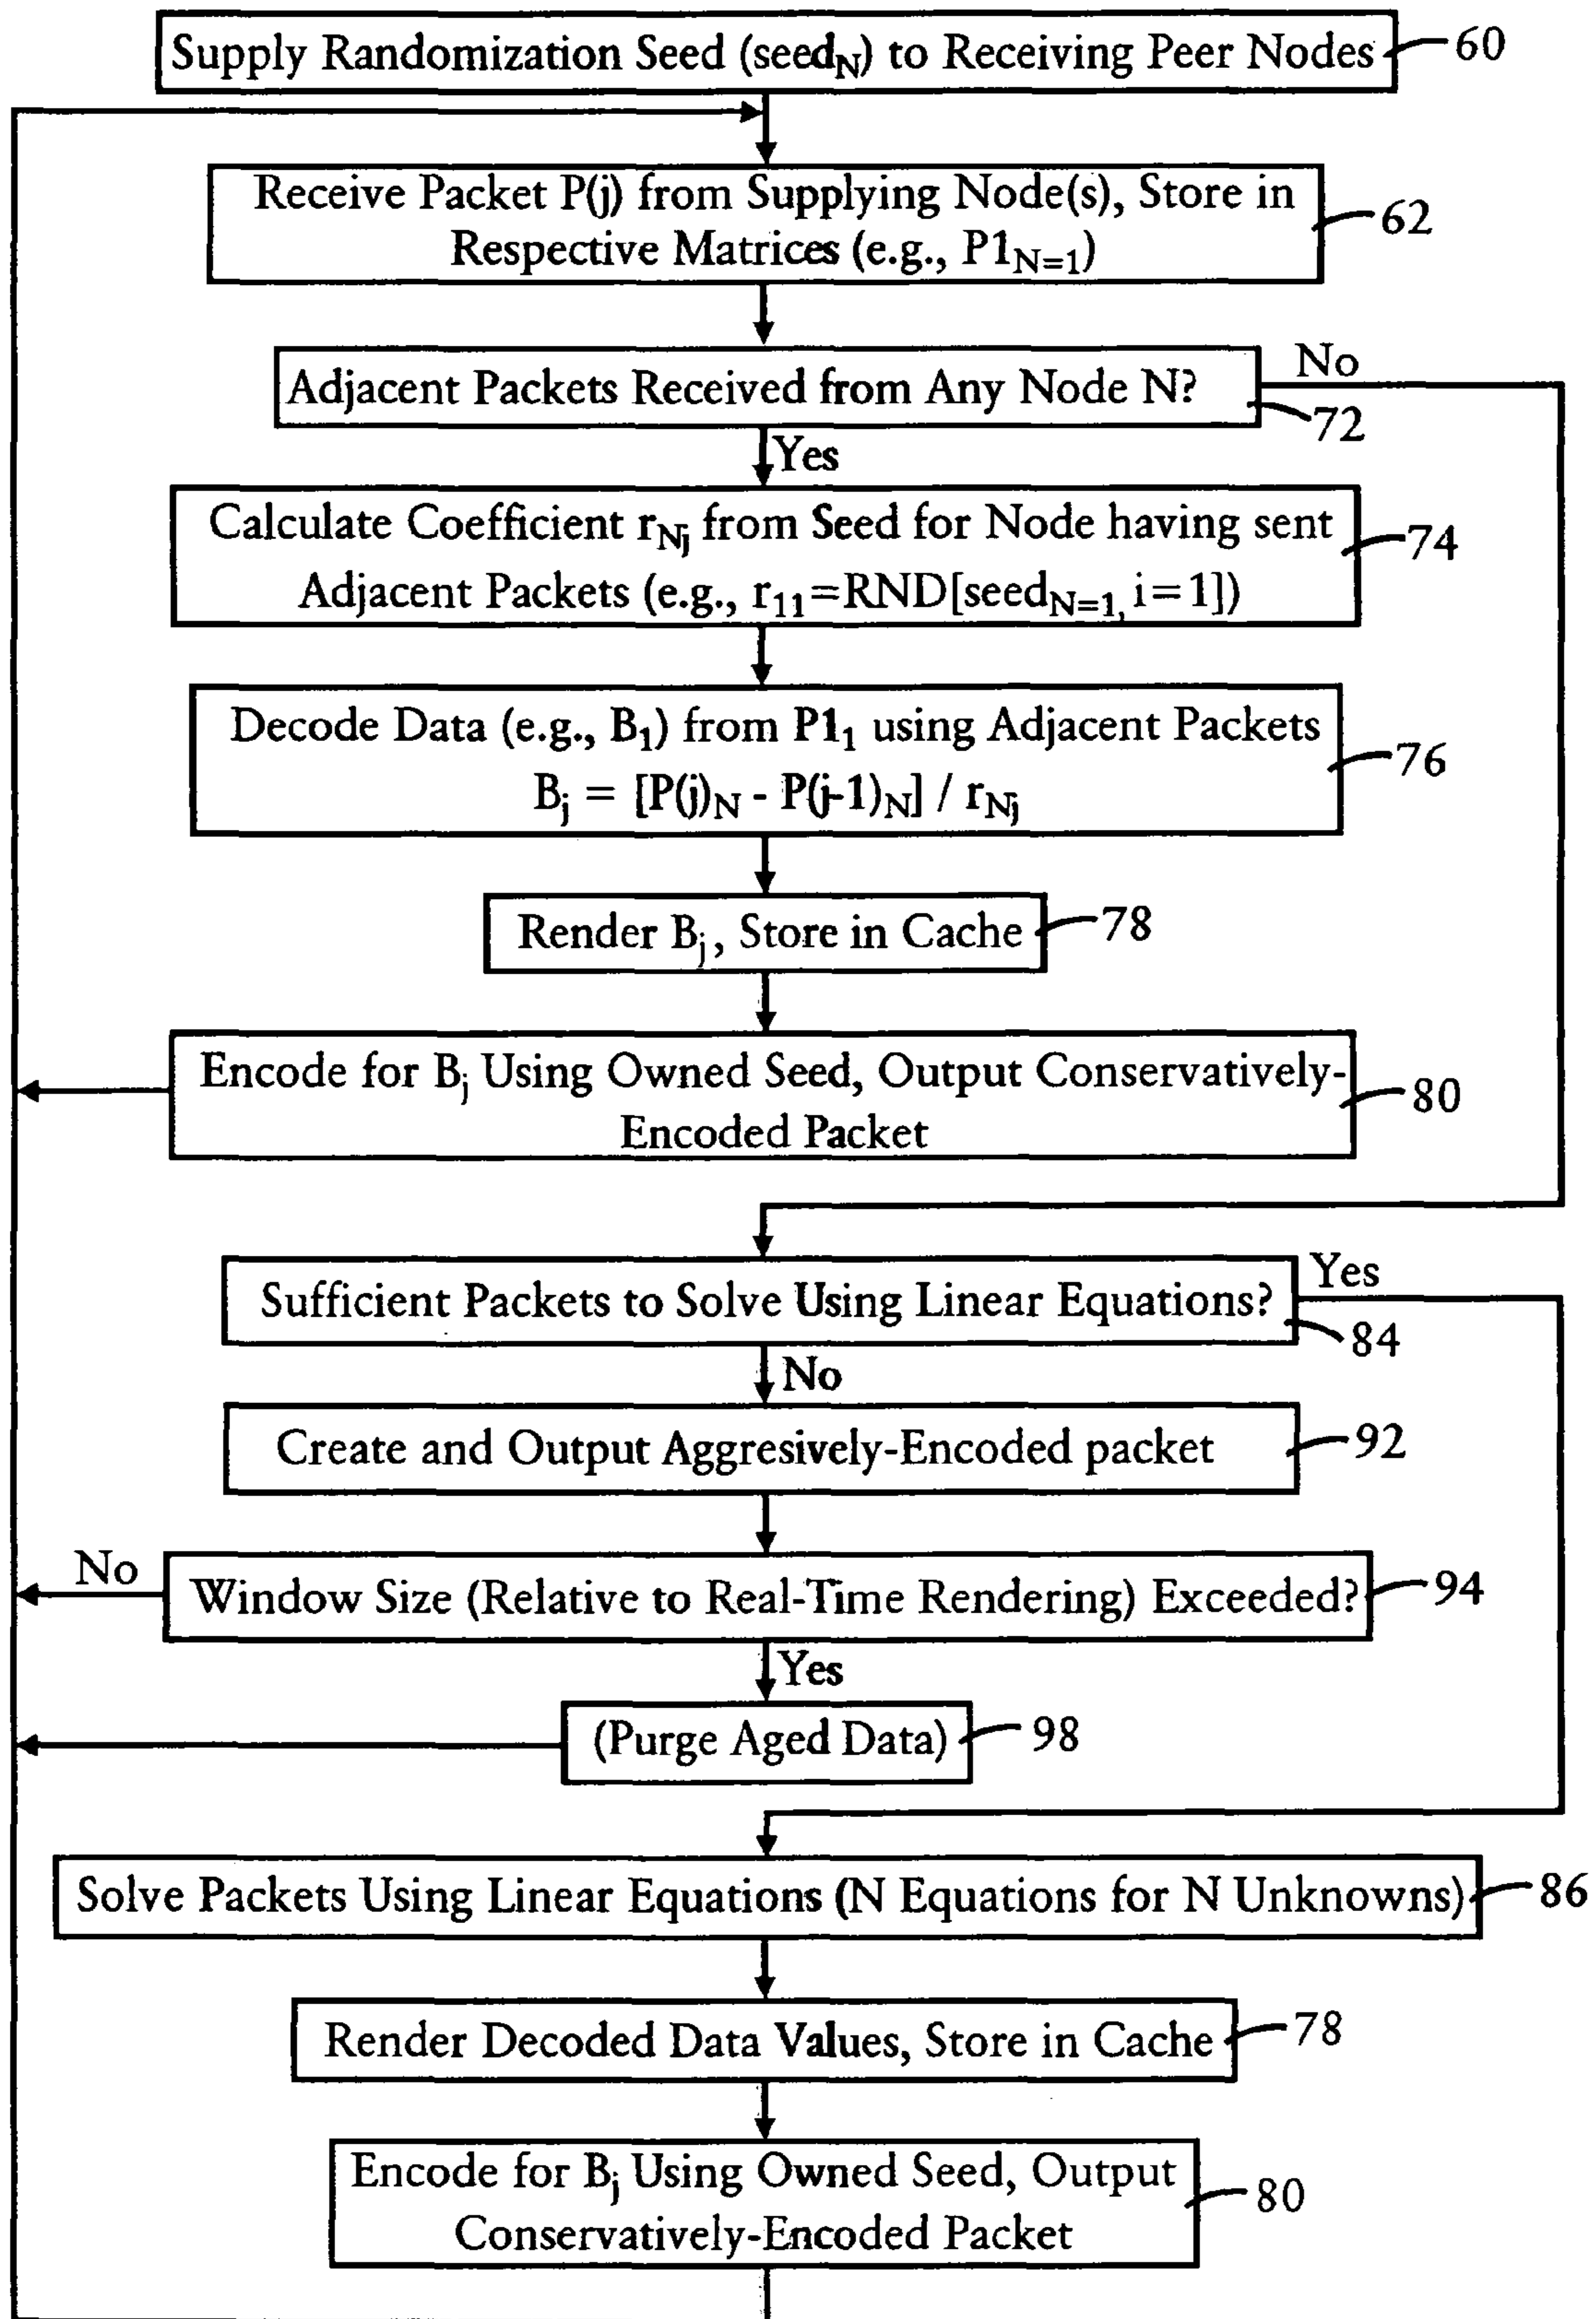 Supply Randomization Seed (seedN) to Receiving Peer Nodes
60
Receive Packet P(j) from Supplying Node(s), Store in
Respective Matrices (e.g., P1N=1)
62
Adjacent Packets Received from Any Node N?
No
72
Yes
Calculate Coefficient rNj from Seed for Node having sent
Adjacent Packets (e.g., r11=RND[seedN=1, i=1])
74
Decode Data (e.g., B1) from P11 using Adjacent Packets
Bj = [P(j)N - P(j-1)N] / rNj
76
Render Bj, Store in Cache
78
Encode for Bj Using Owned Seed, Output Conservatively-
Encoded Packet
80
Sufficient Packets to Solve Using Linear Equations?
Yes
84
No
Create and Output Aggresively-Encoded packet
92
No
Window Size (Relative to Real-Time Rendering) Exceeded?
94
Yes
(Purge Aged Data)
98
Solve Packets Using Linear Equations (N Equations for N Unknowns)
86
Render Decoded Data Values, Store in Cache
78
Encode for Bj Using Owned Seed, Output
Conservatively-Encoded Packet
80